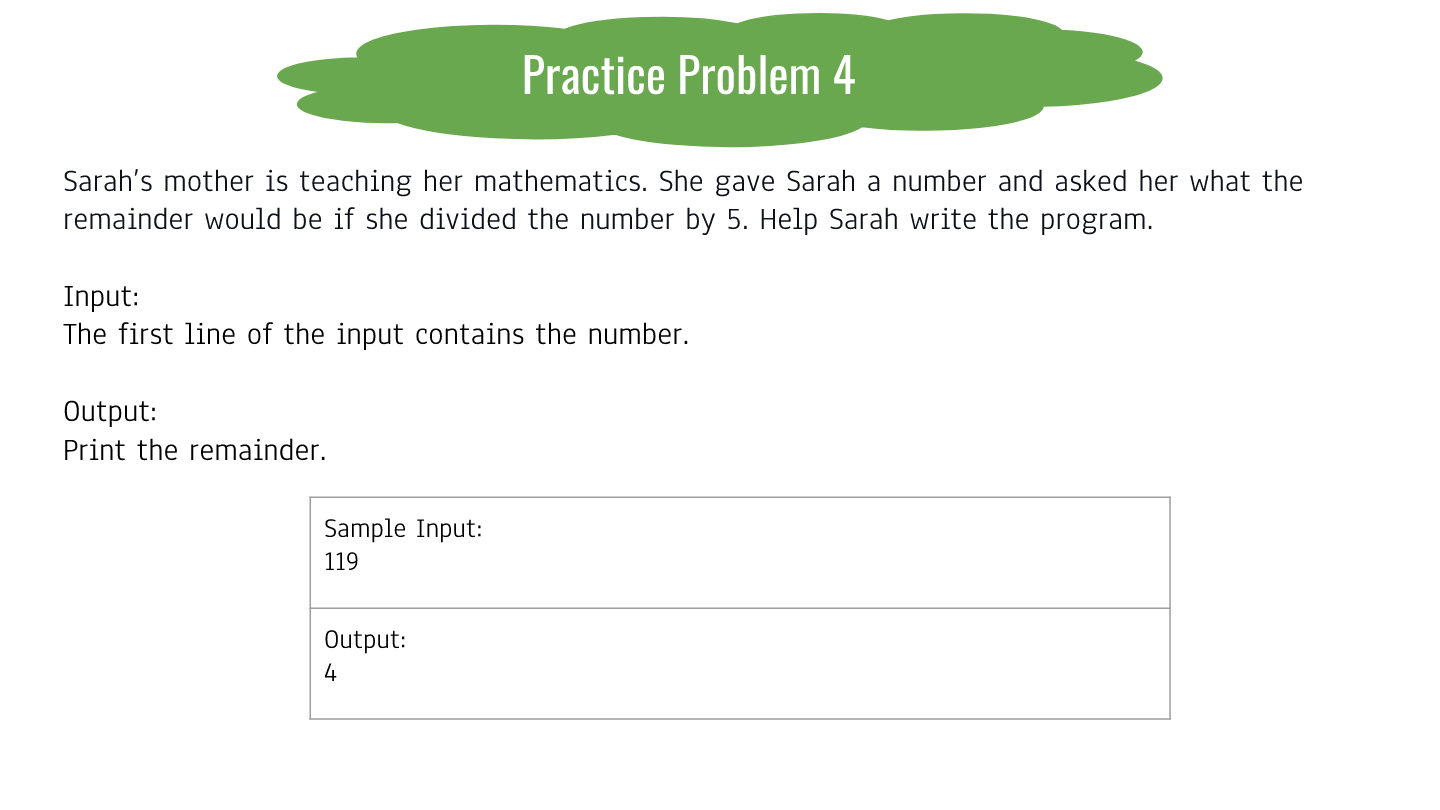 Practice Problem 4
Sarah's mother is teaching her mathematics. She gave Sarah a number and asked her what the
remainder would be if she divided the number by 5. Help Sarah write the program.
Input:
The first line of the input contains the number.
Output:
Print the remainder.
Sample Input:
119
Output:
4